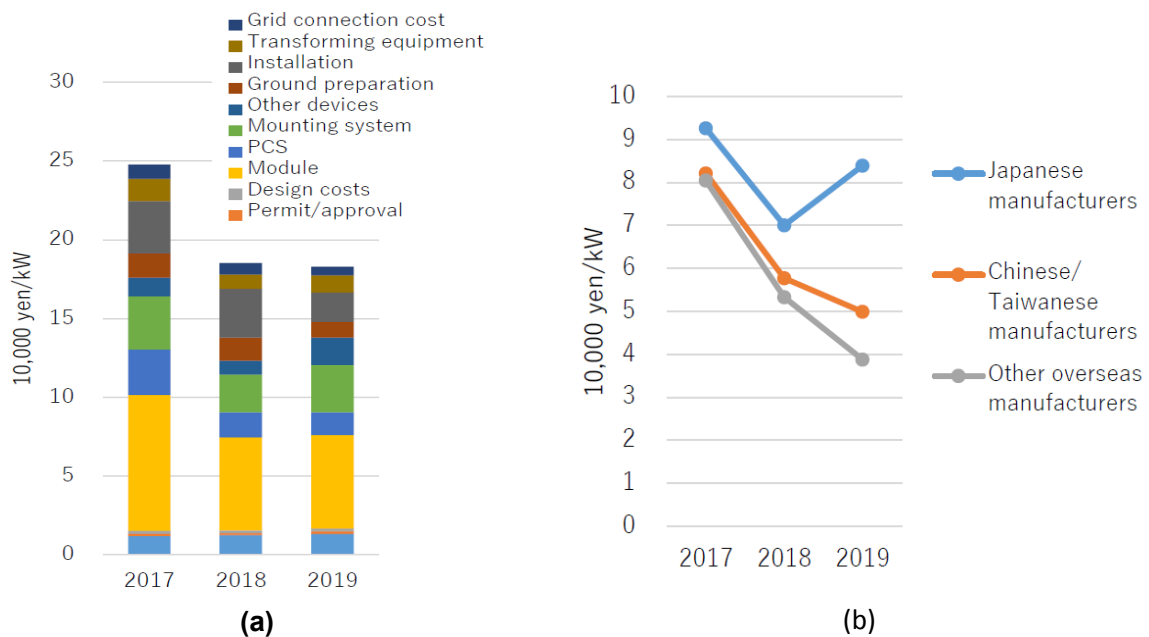 Grid connection cost
Transforming equipment
Installation
Ground preparation
Other devices
Mounting system
PCS
Module
Design costs
Permit/approval
10,000 yen/kW
30
25
20
15
10
5
0
2017
2018
2019
(a)
10,000 yen/kW
10
9
8
7
6
5
4
3
2
1
0
2017
2018
2019
Japanese
manufacturers
Chinese/
Taiwanese
manufacturers
Other overseas
manufacturers
(b)